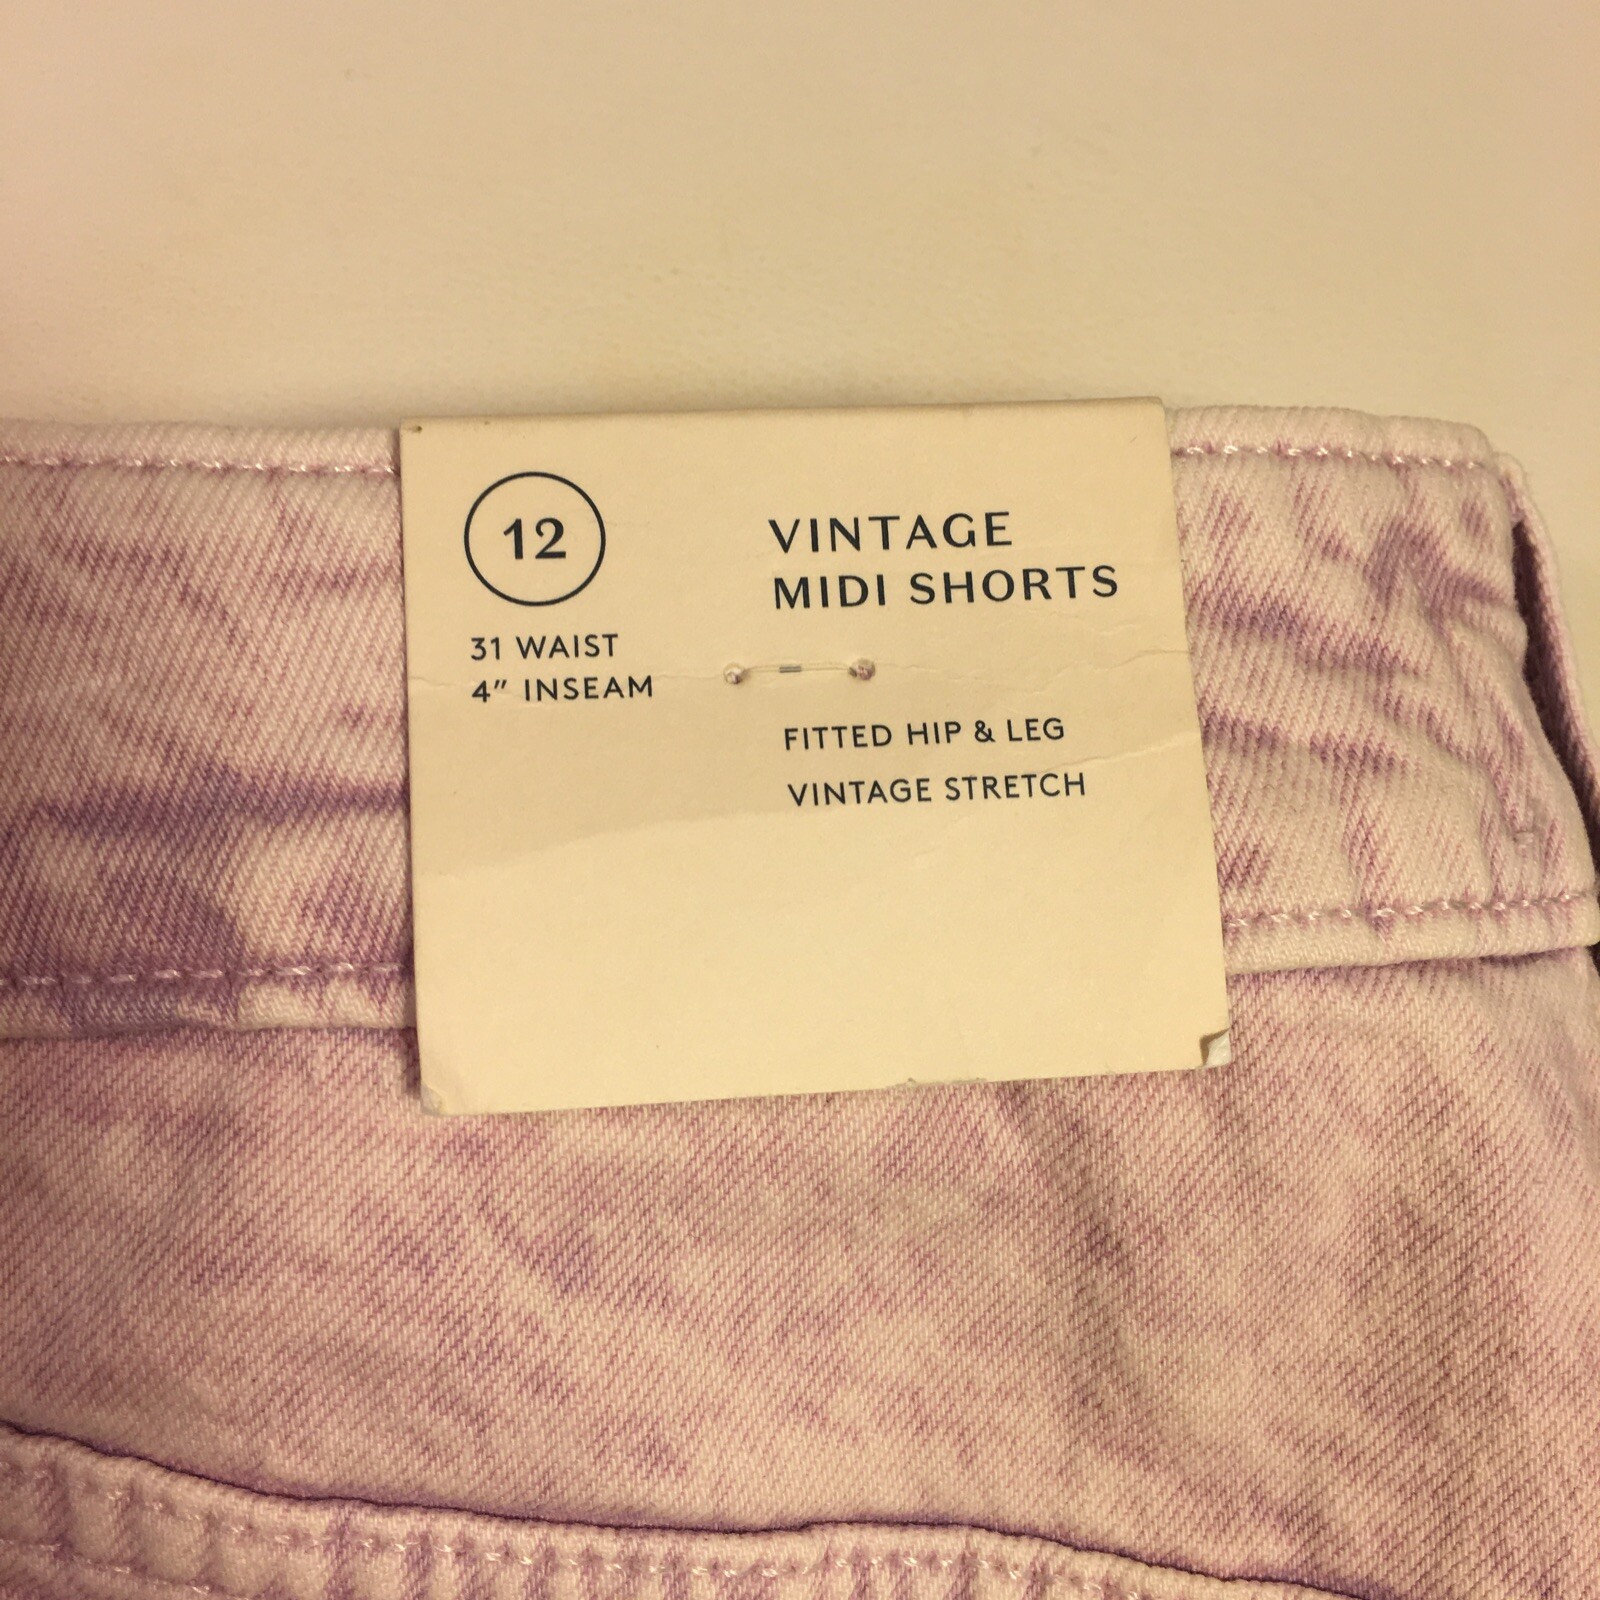 12
31 WAIST
4" INSEAM
VINTAGE
MIDI SHORTS
FITTED HIP & LEG
VINTAGE STRETCH